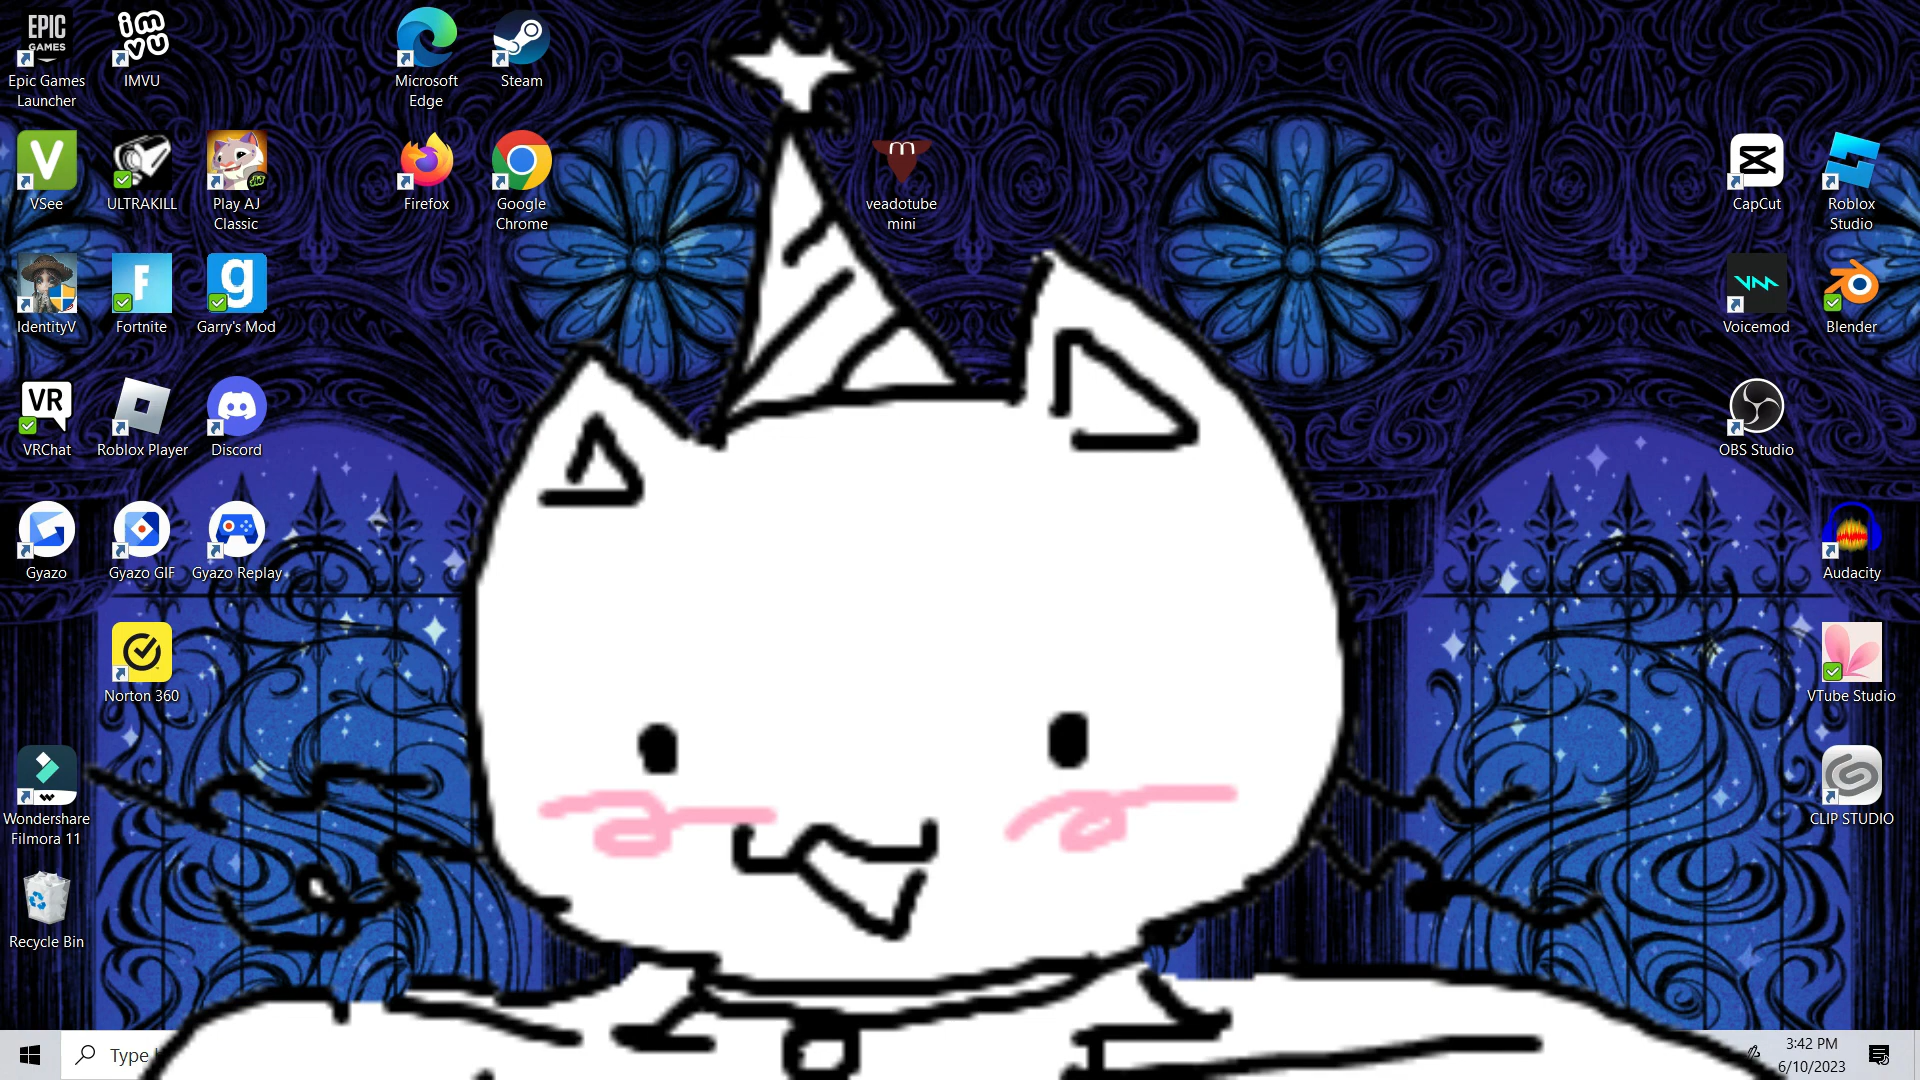 EPIC
GAMES
Epic Games
Launcher
imvu
IMVU
Microsoft
Edge
Steam
V
VSee
ULTRAKILL
Play AJ
Classic
Firefox
Google
Chrome
m
veadotube
mini
CapCut
Roblox
Studio
IdentityV
F
Fortnite
g
Garry's Mod
Voicemod
Blender
VR
VRChat
Roblox Player
Discord
OBS Studio
Gyazo
Gyazo GIF
Gyazo Replay
Audacity
Norton 360
VTube Studio
Wondershare
Filmora 11
CLIP STUDIO
Recycle Bin
Type
3:42 PM
6/10/2023